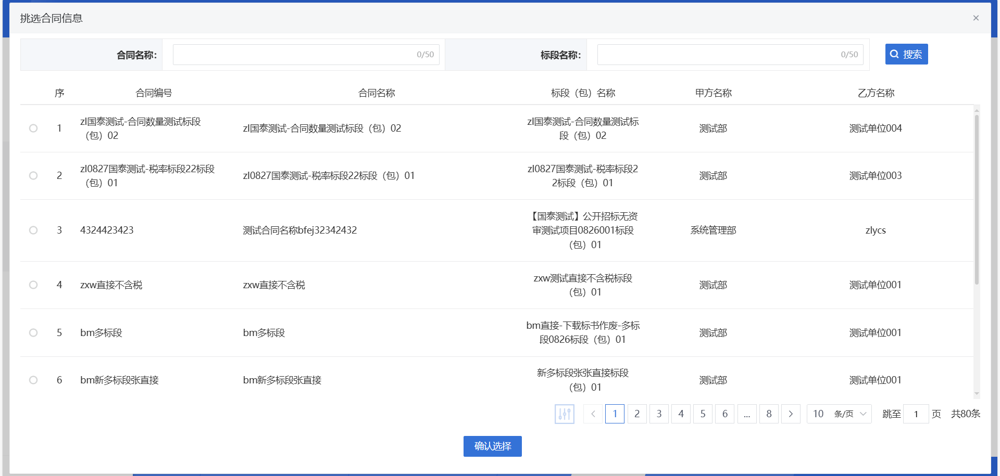 挑选合同信息
合同名称:
0/50
标段名称:
0/50
搜索
序
合同编号
合同名称
标段（包）名称
甲方名称
乙方名称
1
zl国泰测试-合同数量测试标段
（包）02
zl国泰测试-合同数量测试标段（包）02
zl国泰测试-合同数量测试标
段（包）02
测试部
测试单位004
2
zl0827国泰测试-税率标段22标段
（包）01
zl0827国泰测试-税率标段22标段（包）01
zl0827国泰测试-税率标段2
2标段（包）01
测试部
测试单位003
3
4324423423
测试合同名称bfej32342432
【国泰测试】公开招标无资
审测试项目0826001标段
（包）01
系统管理部
zlycs
4
zxw直接不含税
zxw直接不含税
zxw测试直接不含税标段
（包）01
测试部
测试单位001
5
bm多标段
bm多标段
bm直接-下载标书作废-多标
段0826标段（包）01
测试部
测试单位001
6
bm新多标段张直接
bm新多标段张直接
新多标段张张直接标段
（包）01
测试部
测试单位001
1 2 3 4 5 6 ... 8
10 条/页
跳至 1 页 共80条
确认选择